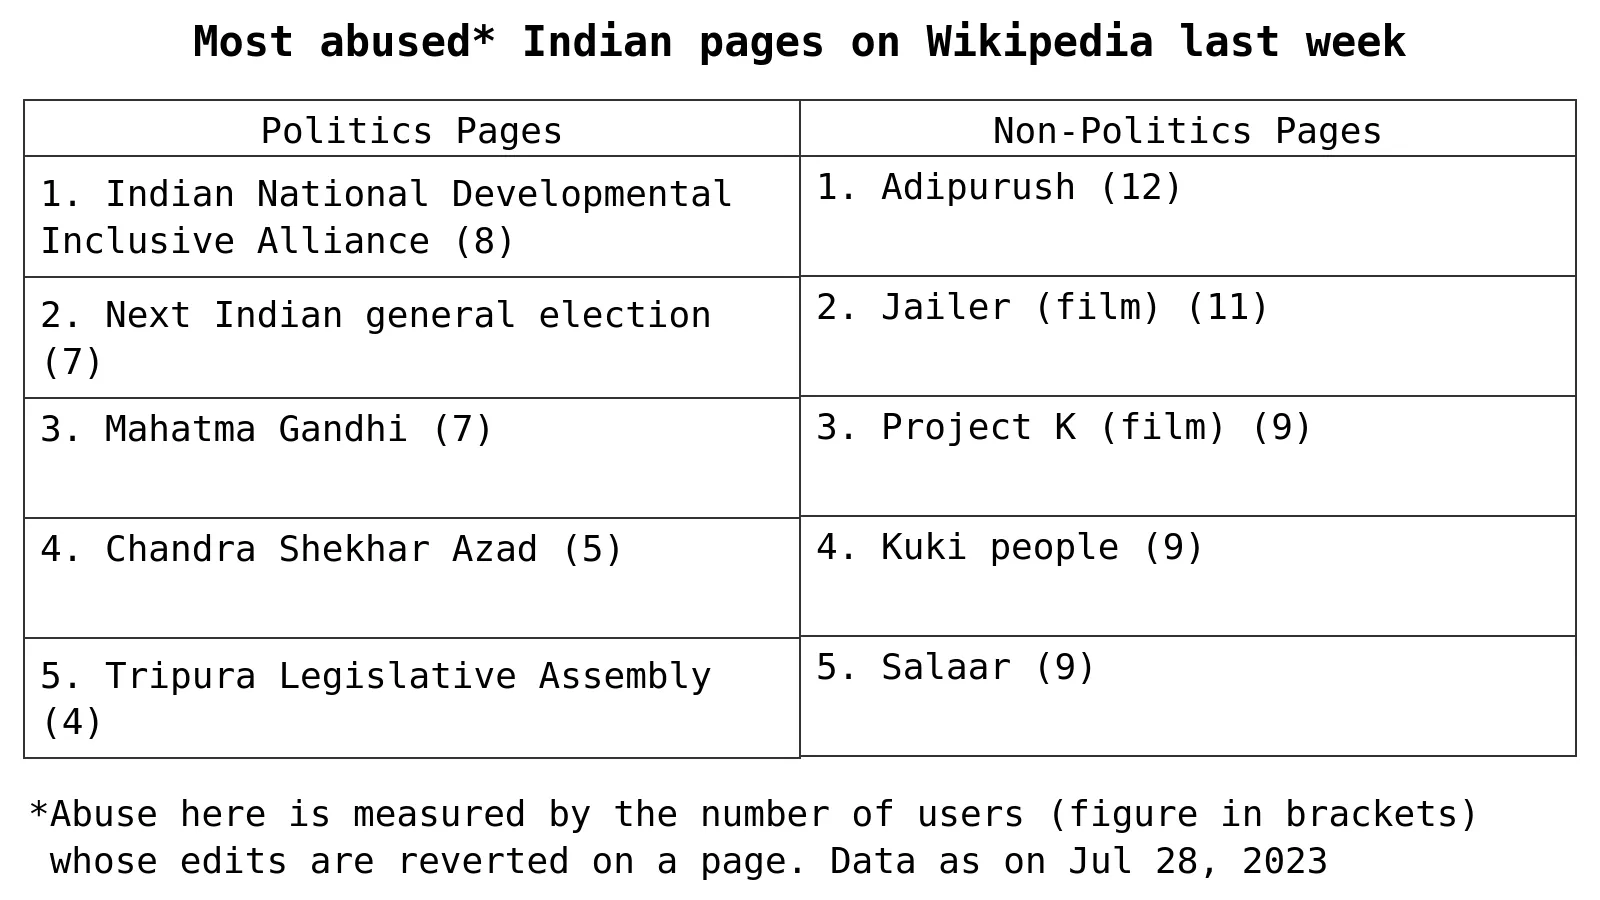 Most abused* Indian pages on Wikipedia last week
Politics Pages
1. Indian National Developmental
Inclusive Alliance (8)
2. Next Indian general election
(7)
3. Mahatma Gandhi (7)
4. Chandra Shekhar Azad (5)
5. Tripura Legislative Assembly
(4)
Non-Politics Pages
1. Adipurush (12)
2. Jailer (film) (11)
3. Project K (film) (9)
4. Kuki people (9)
5. Salaar (9)
*Abuse here is measured by the number of users (figure in brackets)
whose edits are reverted on a page. Data as on Jul 28, 2023